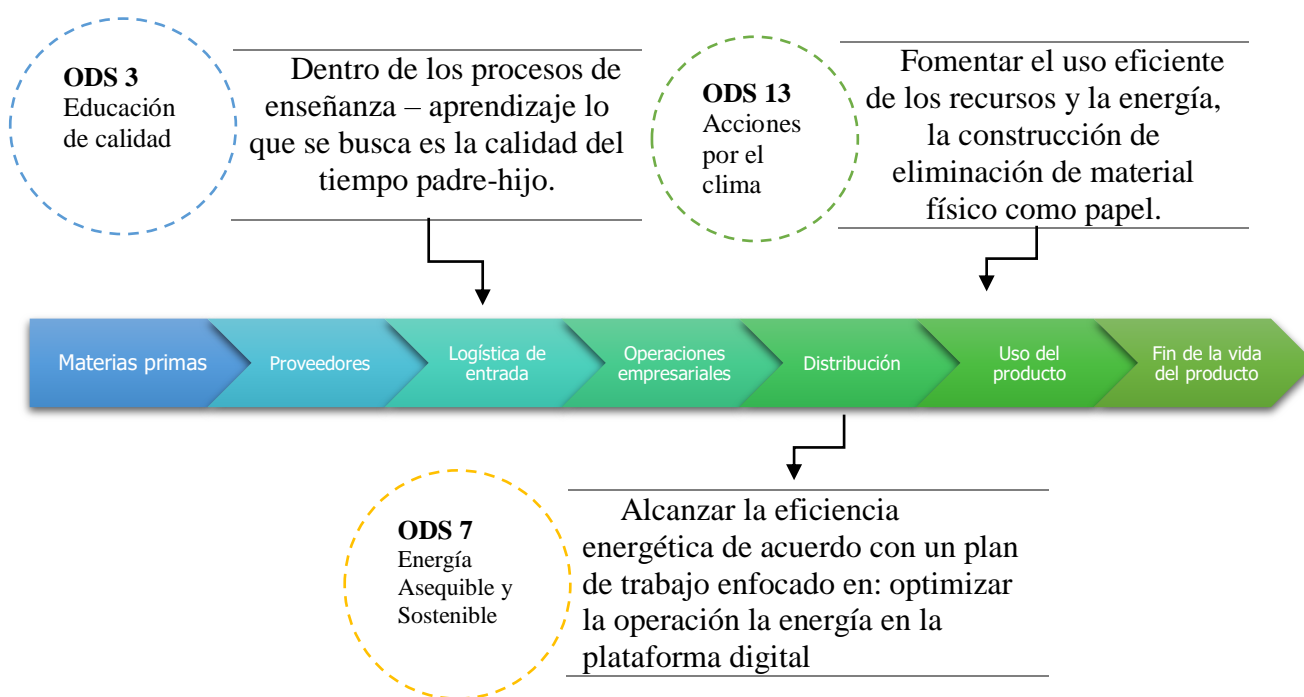 ODS 3
Educación
de calidad
Dentro de los procesos de
enseñanza – aprendizaje lo
que se busca es la calidad del
tiempo padre-hijo.
ODS 13
Acciones
por el
clima
Fomentar el uso eficiente
de los recursos y la energía,
la construcción de
eliminación de material
físico como papel.
Materias primas
Proveedores
Logística de
entrada
Operaciones
empresariales
Distribución
Uso del
producto
Fin de la vida
del producto
ODS 7
Energía
Asequible y
Sostenible
Alcanzar la eficiencia
energética de acuerdo con un plan
de trabajo enfocado en: optimizar
la operación la energía en la
plataforma digital